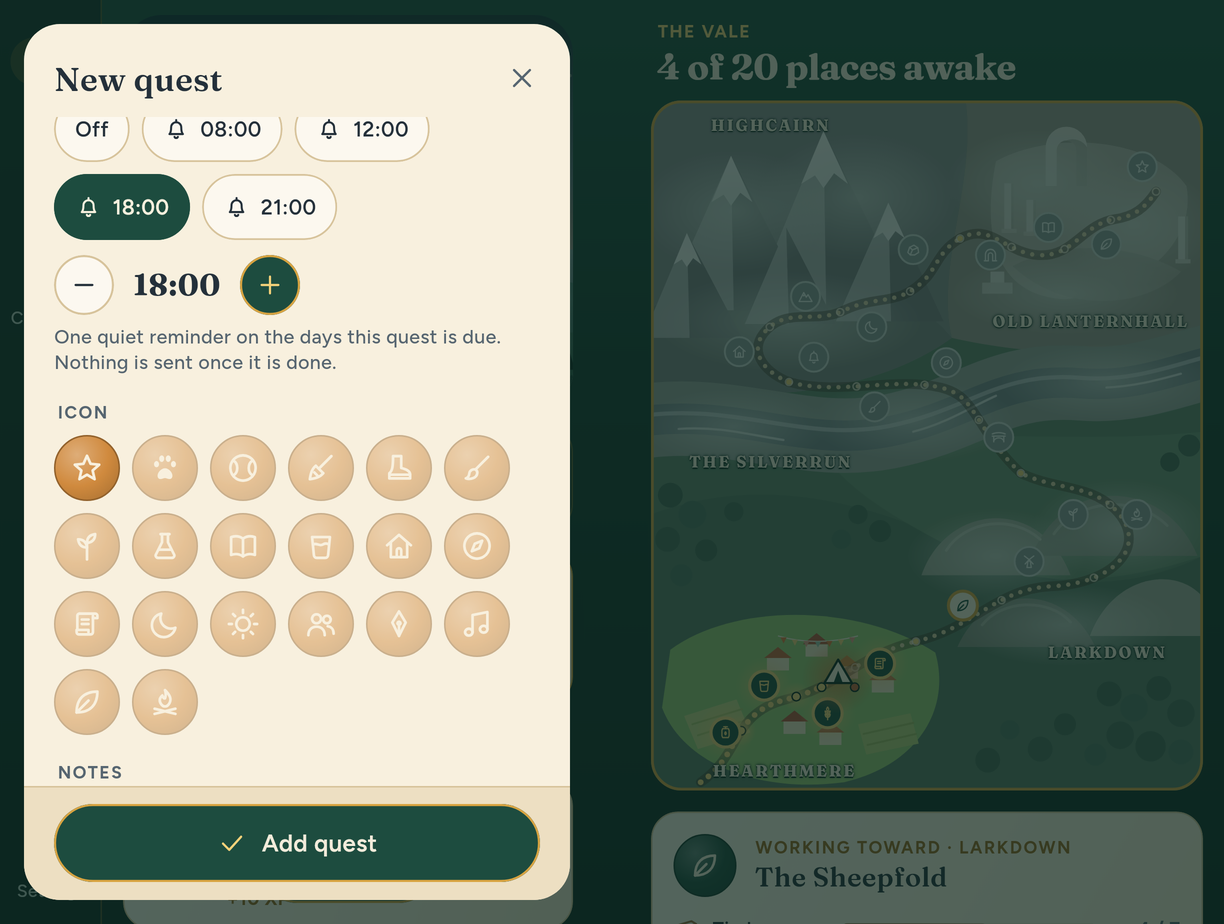 New quest
Off
08:00
12:00
18:00
21:00
18:00
One quiet reminder on the days this quest is due.
Nothing is sent once it is done.
ICON
NOTES
Add quest
THE VALE
4 of 20 places awake
HIGHCAIRN
OLD LANTERNHALL
THE SILVERRUN
LARKDOWN
HEARTHMERE
WORKING TOWARD · LARKDOWN
The Sheepfold